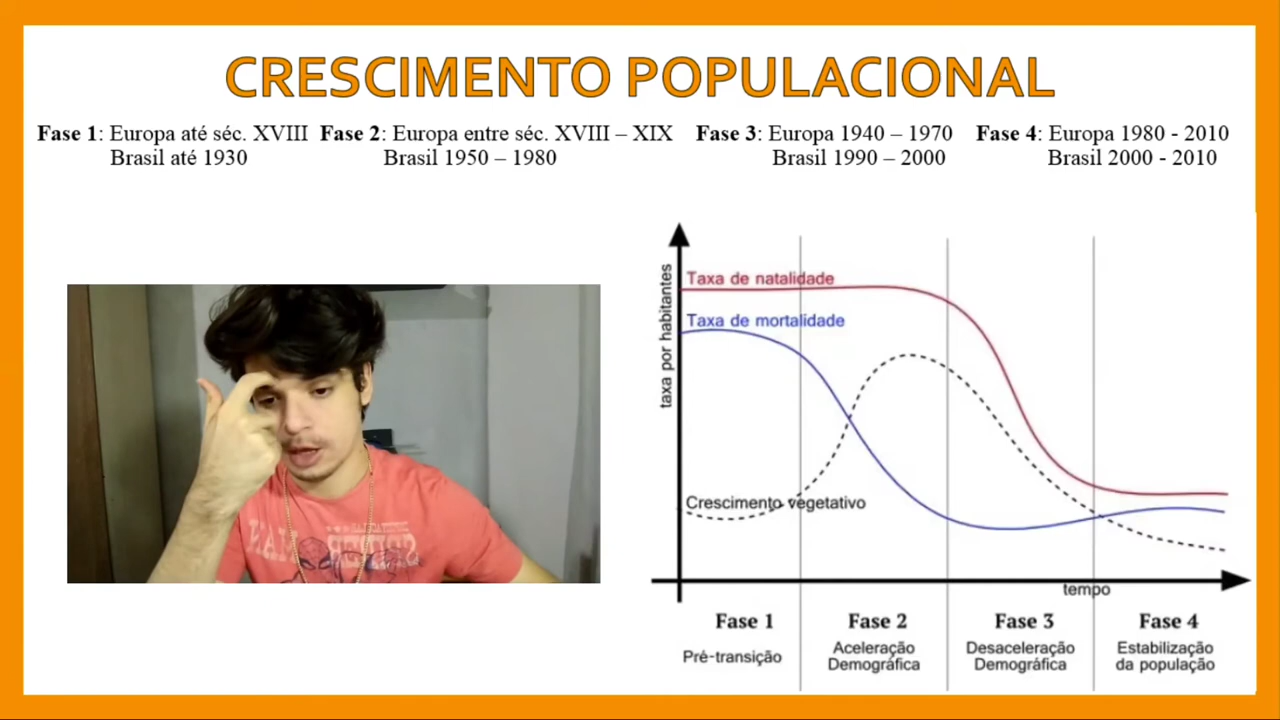 CRESCIMENTO POPULACIONAL
Fase 1: Europa até séc. XVIII
Brasil até 1930
Fase 2: Europa entre séc. XVIII – XIX
Brasil 1950 – 1980
Fase 3: Europa 1940 – 1970
Brasil 1990 – 2000
Fase 4: Europa 1980 - 2010
Brasil 2000 - 2010
taxa por habitantes
Taxa de natalidade
Taxa de mortalidade
Crescimento vegetativo
tempo
Fase 1
Pré-transição
Fase 2
Aceleração
Demográfica
Fase 3
Desaceleração
Demográfica
Fase 4
Estabilização
da população